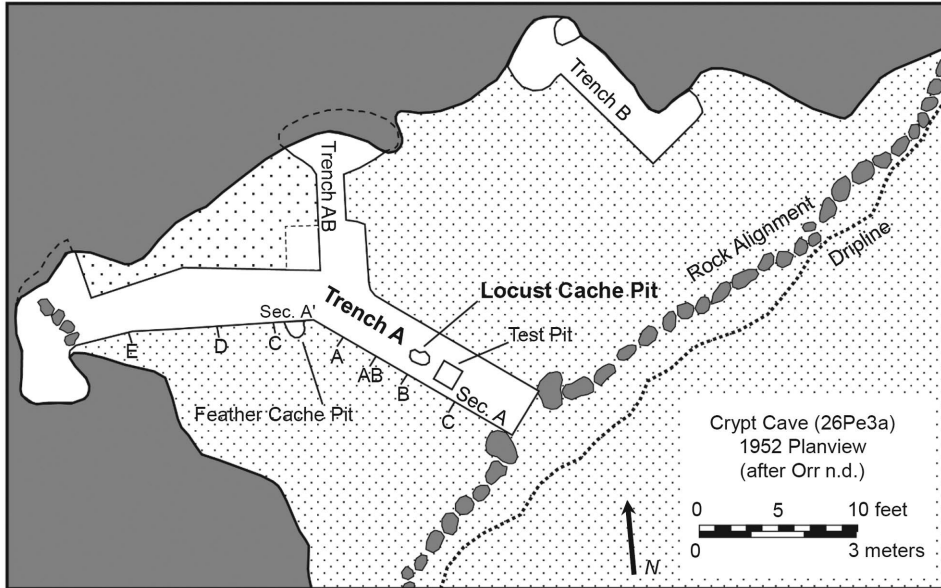 Trench B
Trench AB
Rock Alignment
Dripline
Locust Cache Pit
Trench A
Sec. A'
Test Pit
E
D
C
A
AB
B
C
Sec. A
Feather Cache Pit
Crypt Cave (26Pe3a)
1952 Planview
(after Orr n.d.)
0 5 10 feet
0 3 meters
N